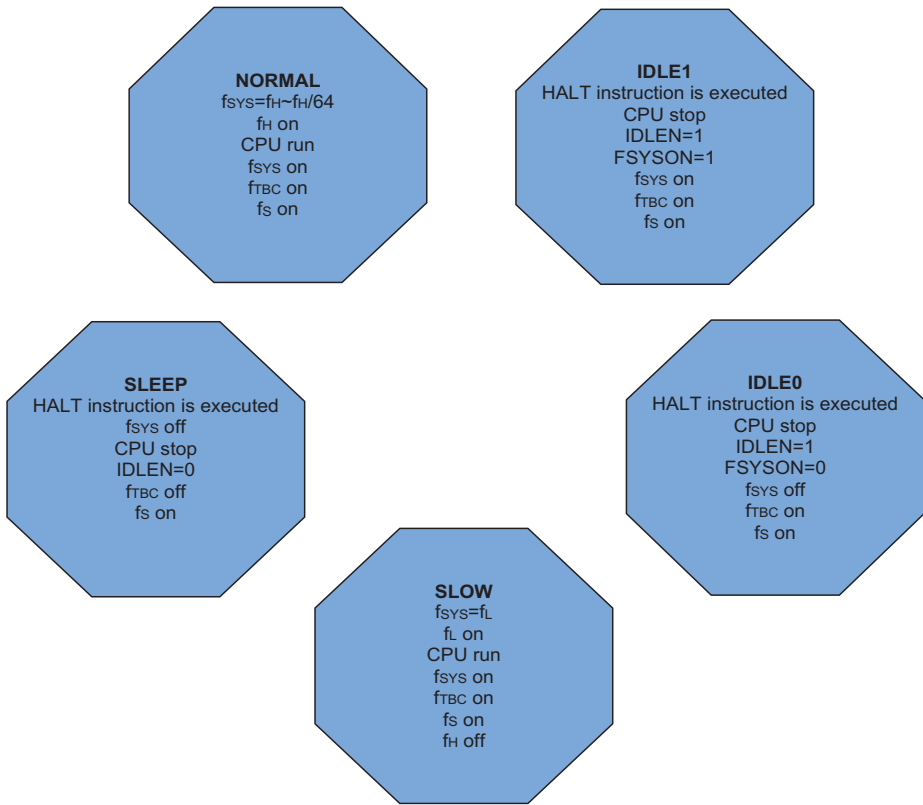 NORMAL
fSYS=fH~fH/64
fH on
CPU run
fSYS on
fTBC on
fS on
IDLE1
HALT instruction is executed
CPU stop
IDLEN=1
FSYSON=1
fSYS on
fTBC on
fS on
SLEEP
HALT instruction is executed
fSYS off
CPU stop
IDLEN=0
fTBC off
fS on
IDLE0
HALT instruction is executed
CPU stop
IDLEN=1
FSYSON=0
fSYS off
fTBC on
fS on
SLOW
fSYS=fL
fL on
CPU run
fSYS on
fTBC on
fS on
fH off